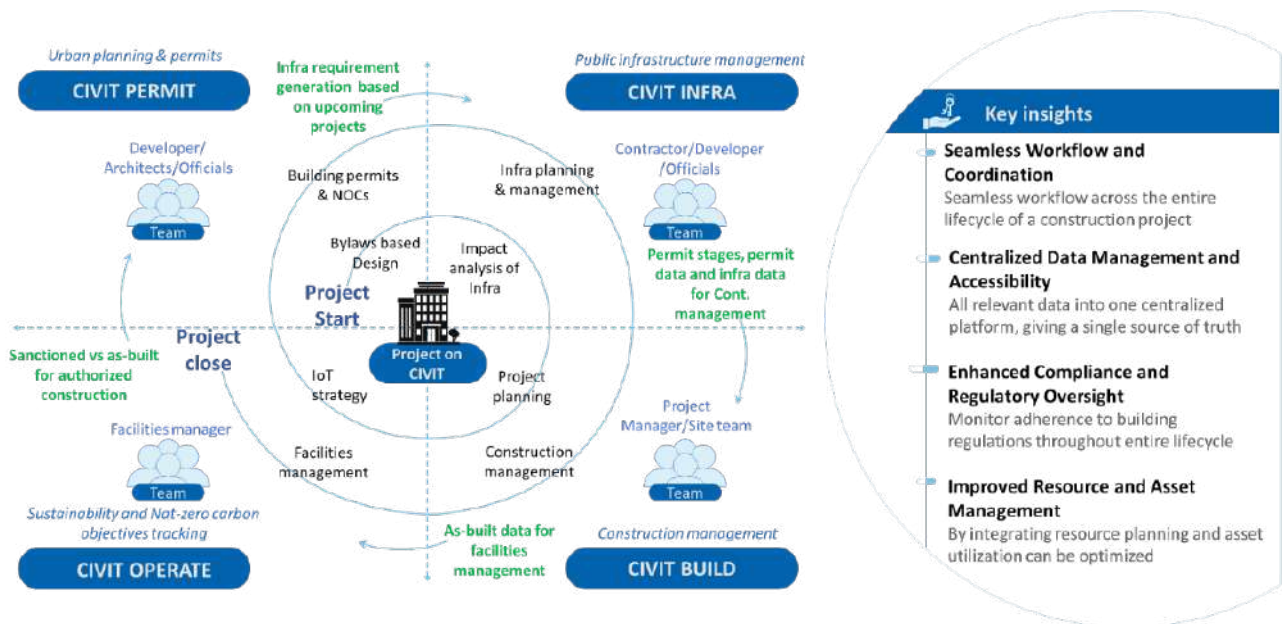 Urban planning & permits
CIVIT PERMIT
Developer/
Architects/Officials
Team
Infra requirement
generation based
on upcoming
projects
Public infrastructure management
CIVIT INFRA
Contractor/Developer
/Officials
Team
Building permits
& NOCs
Infra planning
& management
Bylaws based
Design
Impact
analysis of
Infra
Project
Start
Permit stages, permit
data and infra data
for Cont.
management
Project
close
Project on
CIVIT
Sanctioned vs as-built
for authorized
construction
IoT
strategy
Project
planning
Facilities manager
Team
Facilities
management
Construction
management
Project
Manager/Site team
Team
Sustainability and Nat-zero carbon
objectives tracking
CIVIT OPERATE
As-built data for
facilities
management
Construction management
CIVIT BUILD
Key insights
Seamless Workflow and
Coordination
Seamless workflow across the entire
lifecycle of a construction project
Centralized Data Management and
Accessibility
All relevant data into one centralized
platform, giving a single source of truth
Enhanced Compliance and
Regulatory Oversight
Monitor adherence to building
regulations throughout entire lifecycle
Improved Resource and Asset
Management
By integrating resource planning and asset
utilization can be optimized